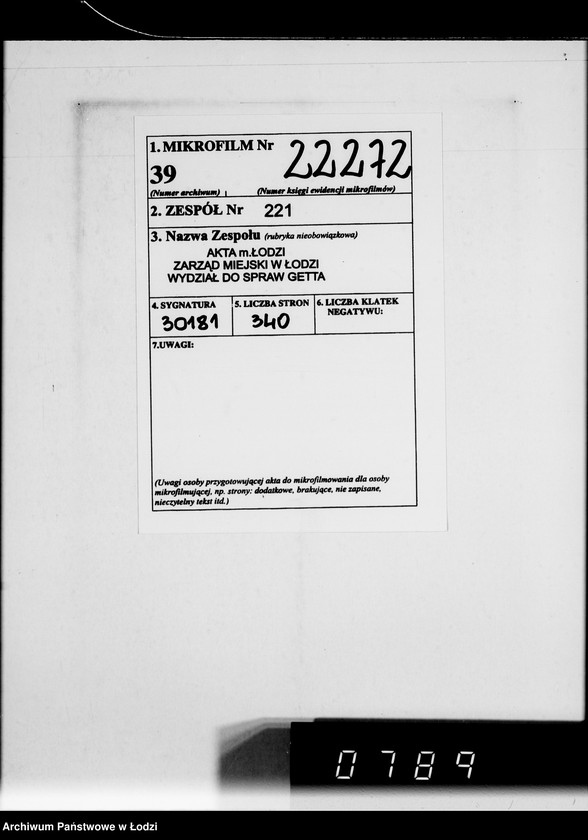 1. MIKROFILM Nr 22272
39
(Numer archiwum) (Numer księgi ewidencji mikrofilmów)
2. ZESPÓŁ Nr 221
3. Nazwa Zespołu (rubryka nieobowiązkowa)
AKTA m.ŁODZI
ZARZĄD MIEJSKI W ŁODZI
WYDZIAŁ DO SPRAW GETTA
4. SYGNATURA
30181
5. LICZBA STRON
340
6. LICZBA KLATEK
NEGATYWU:
7.UWAGI:
(Uwagi osoby przygotowującej akta do mikrofilmowania dla osoby
mikrofilmującej, np. strony: dodatkowe, brakujące, nie zapisane,
nieczytelny tekst itd.)
0789
Archiwum Państwowe w Łodzi